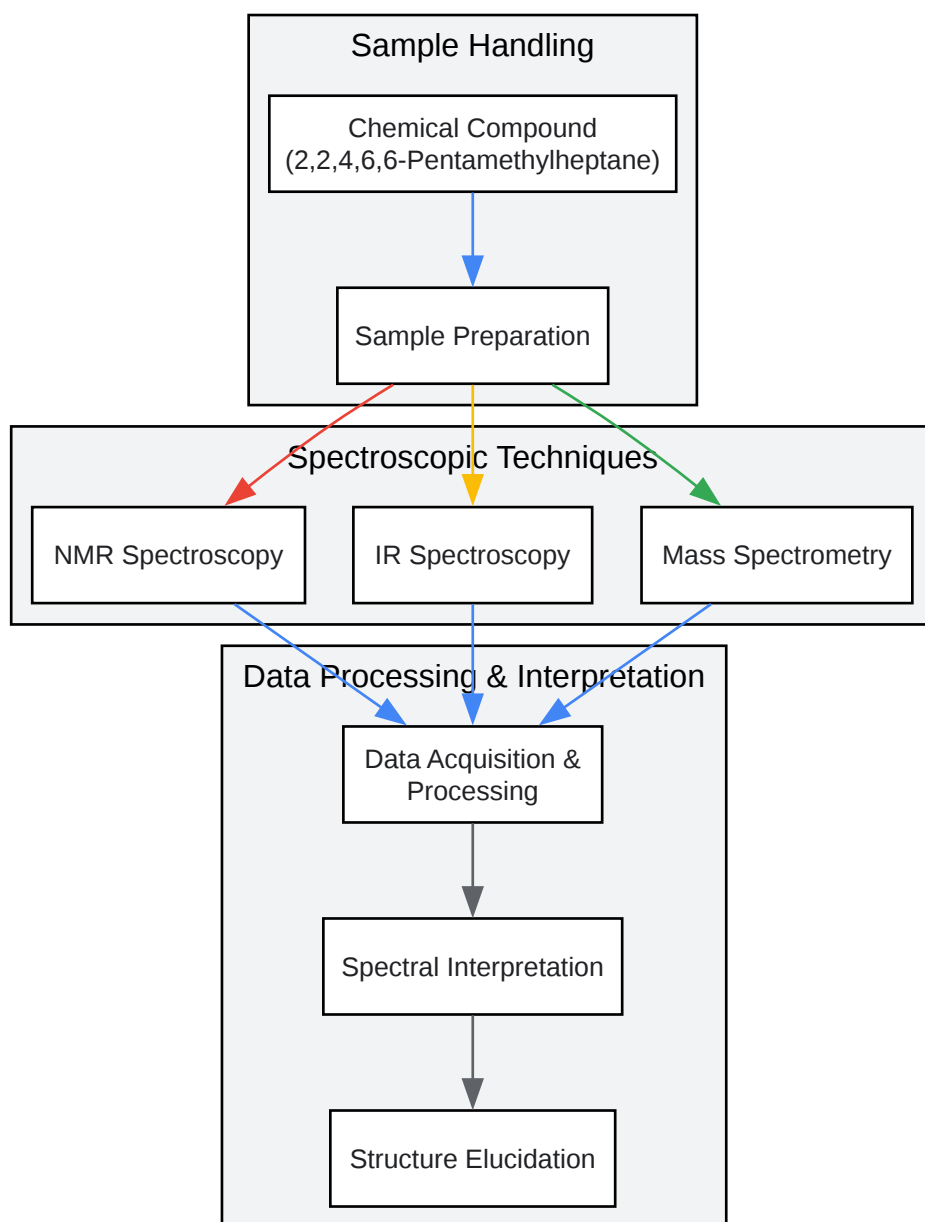 Sample Handling
Chemical Compound
(2,2,4,6,6-Pentamethylheptane)
Sample Preparation
Spectroscopic Techniques
NMR Spectroscopy
IR Spectroscopy
Mass Spectrometry
Data Processing & Interpretation
Data Acquisition &
Processing
Spectral Interpretation
Structure Elucidation